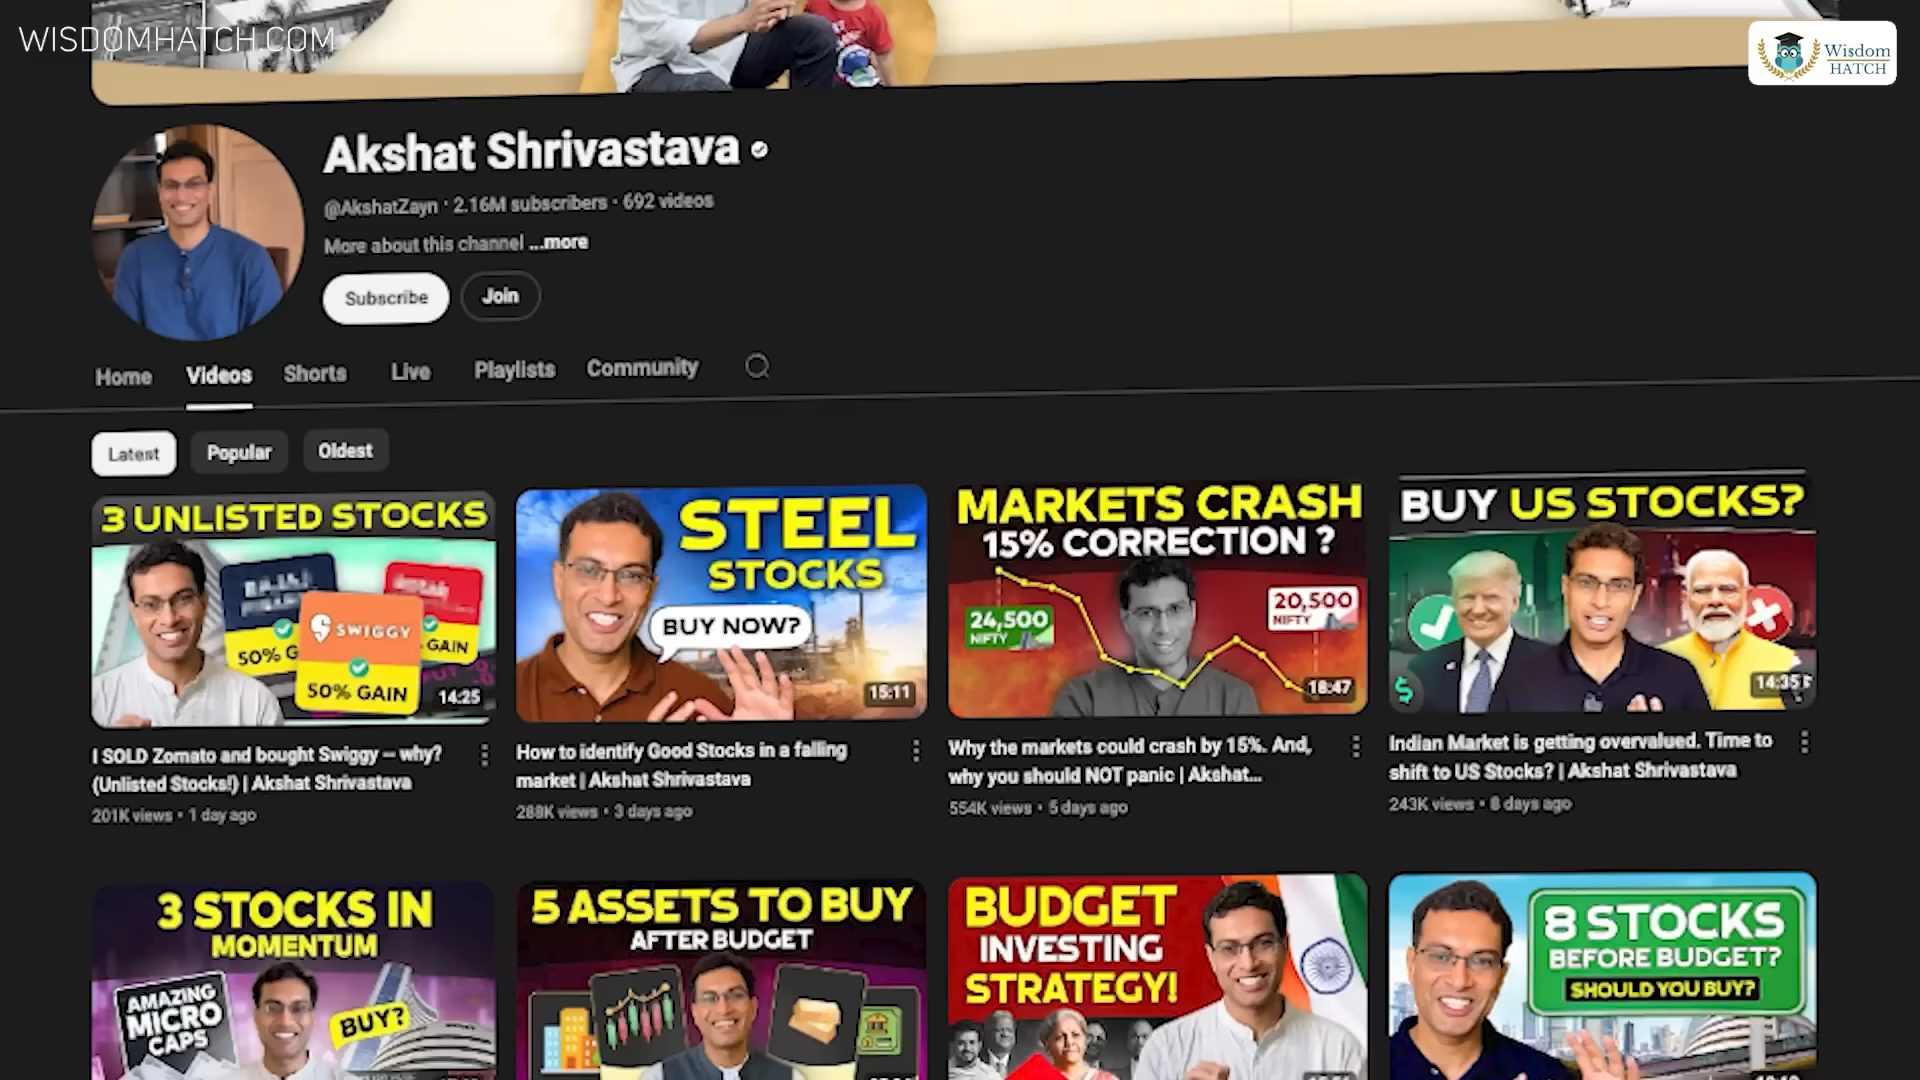 WISDOMHATCH.COM
Wisdom
HATCH
Akshat Shrivastava
@AkshatZayn · 2.16M subscribers · 692 videos
More about this channel ...more
Subscribe
Join
Home
Videos
Shorts
Live
Playlists
Community
Latest
Popular
Oldest
3 UNLISTED STOCKS
BAJAJ
SWIGGY
50% G
GAIN
50% GAIN
14:25
STEEL
STOCKS
BUY NOW?
15:11
MARKETS CRASH
15% CORRECTION ?
24,500
NIFTY
20,500
NIFTY
18:47
BUY US STOCKS?
$
14:35
I SOLD Zomato and bought Swiggy – why?
(Unlisted Stocks!) | Akshat Shrivastava
201K views • 1 day ago
How to identify Good Stocks in a falling
market | Akshat Shrivastava
288K views • 3 days ago
Why the markets could crash by 15%. And,
why you should NOT panic | Akshat...
554K views • 5 days ago
Indian Market is getting overvalued. Time to
shift to US Stocks? | Akshat Shrivastava
243K views • 8 days ago
3 STOCKS IN
MOMENTUM
AMAZING
MICRO
CAPS
BUY?
5 ASSETS TO BUY
AFTER BUDGET
BUDGET
INVESTING
STRATEGY!
8 STOCKS
BEFORE BUDGET?
SHOULD YOU BUY?